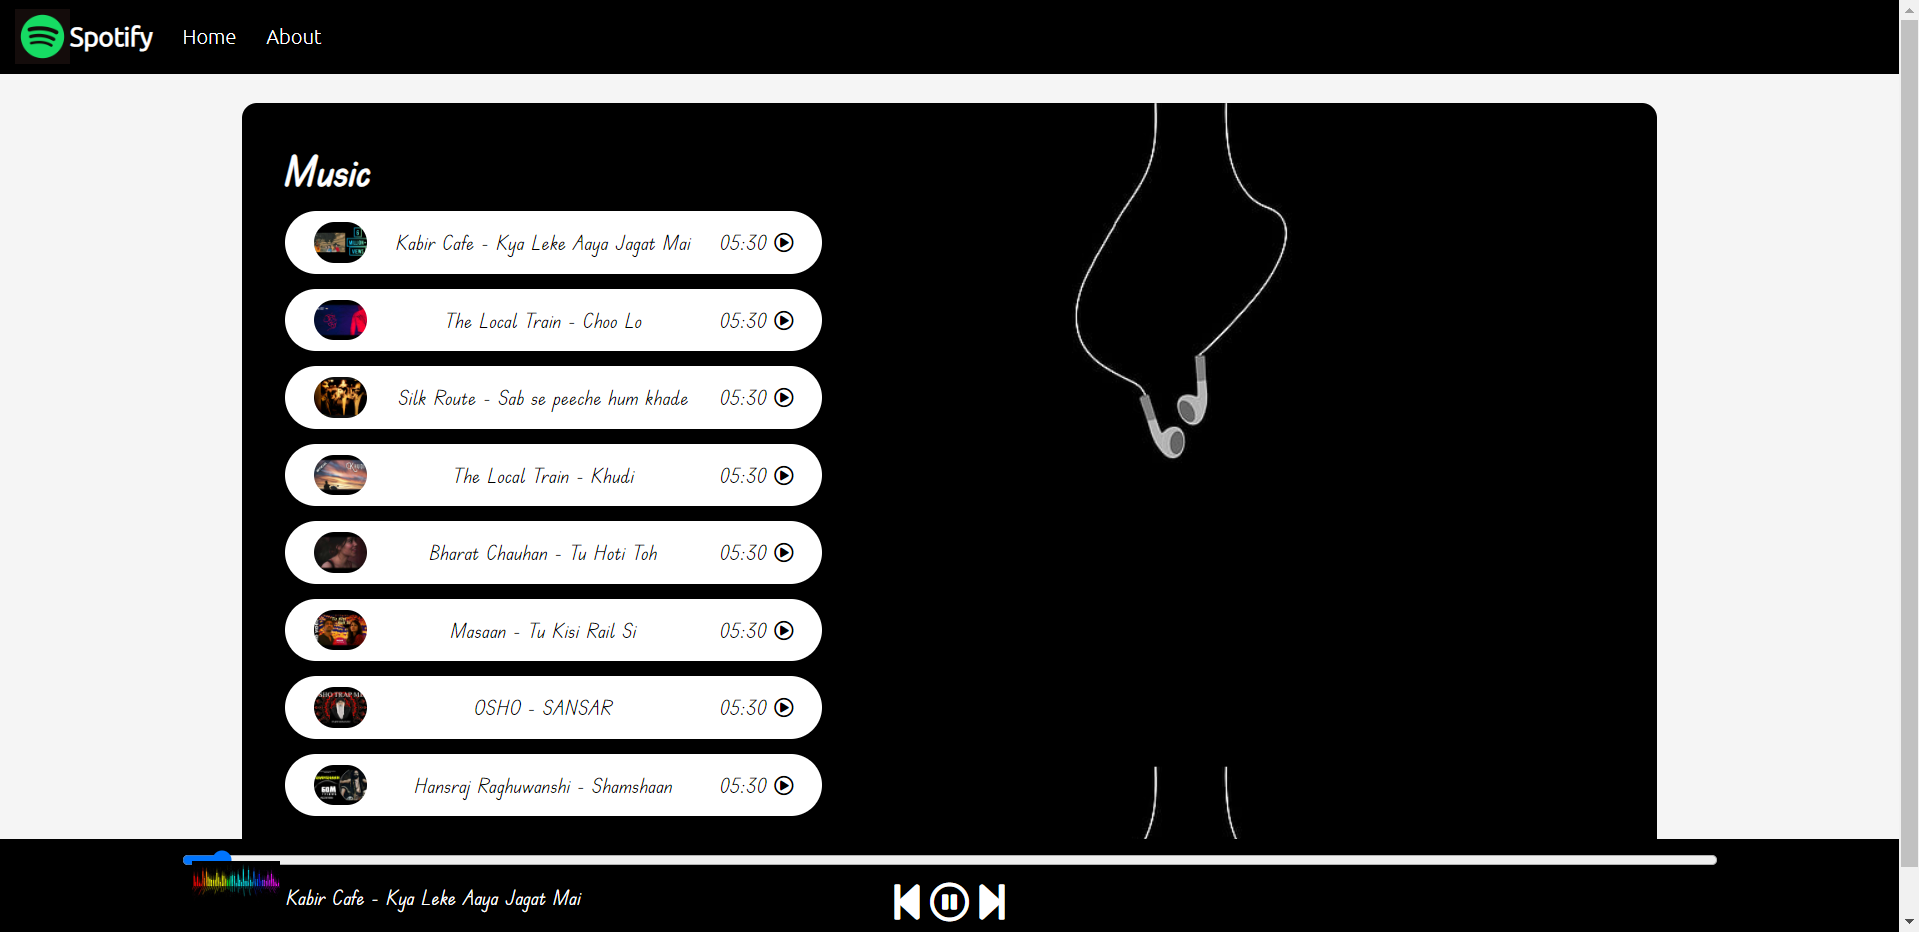 Spotify Home About
Music
Kabir Cafe - Kya Leke Aaya Jagat Mai 05:30
The Local Train - Choo Lo 05:30
Silk Route - Sab se peeche hum khade 05:30
The Local Train - Khudi 05:30
Bharat Chauhan - Tu Hoti Toh 05:30
Masaan - Tu Kisi Rail Si 05:30
OSHO - SANSAR 05:30
Hansraj Raghuwanshi - Shamshaan 05:30
Kabir Cafe - Kya Leke Aaya Jagat Mai